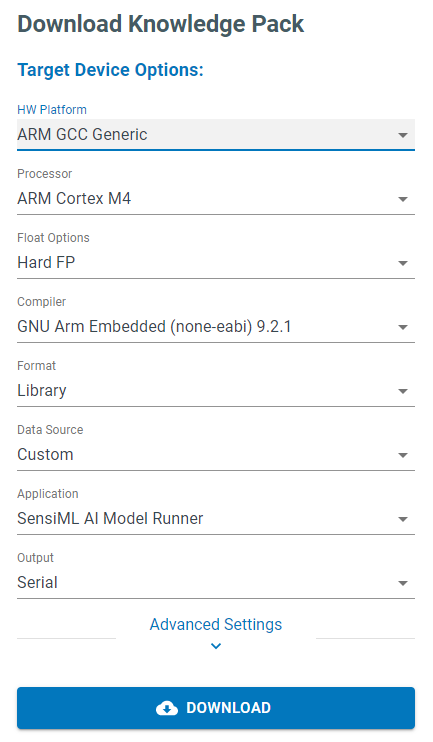 Download Knowledge Pack
Target Device Options:
HW Platform
ARM GCC Generic
Processor
ARM Cortex M4
Float Options
Hard FP
Compiler
GNU Arm Embedded (none-eabi) 9.2.1
Format
Library
Data Source
Custom
Application
SensiML AI Model Runner
Output
Serial
Advanced Settings
DOWNLOAD